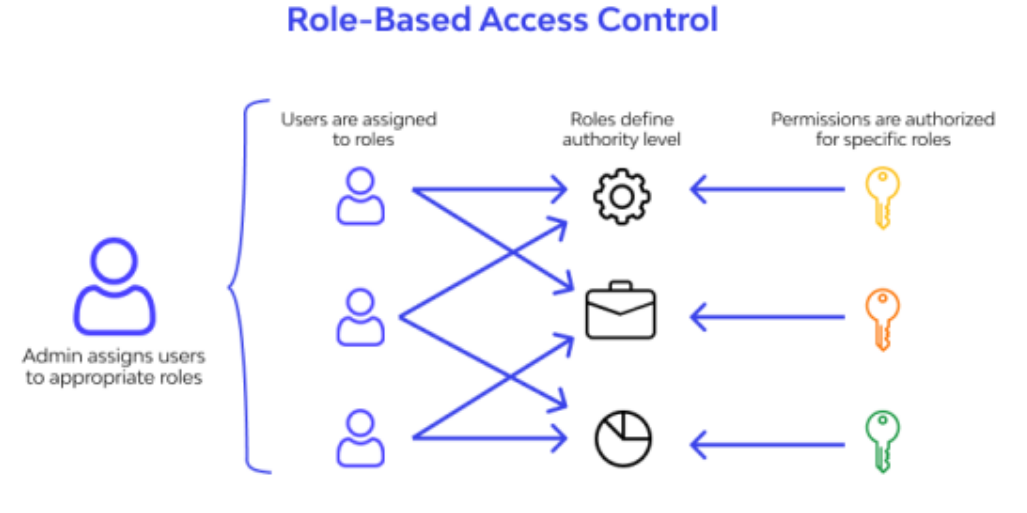 Role-Based Access Control
Users are assigned
to roles
Roles define
authority level
Permissions are authorized
for specific roles
Admin assigns users
to appropriate roles